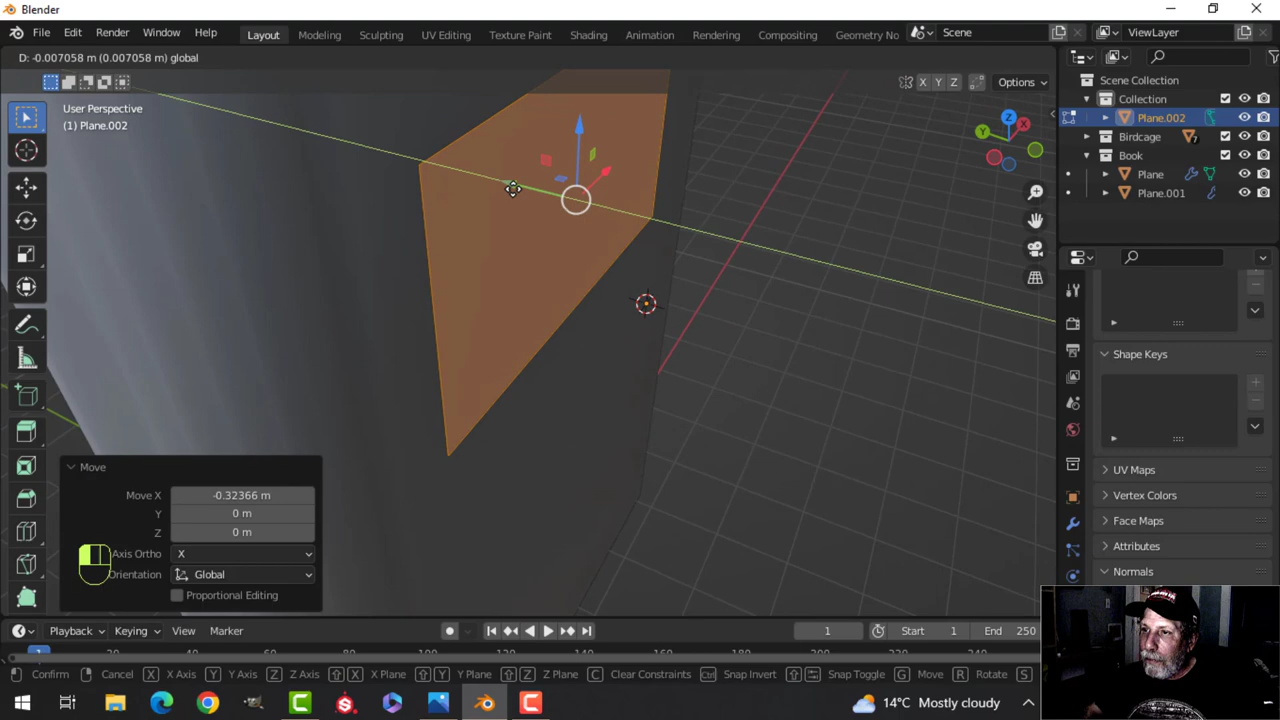 Blender
File Edit Render Window Help Layout Modeling Sculpting UV Editing Texture Paint Shading Animation Rendering Compositing Geometry No Scene ViewLayer
D: -0.007058 m (0.007058 m) global
X Y Z Options
User Perspective
(1) Plane.002
Z
X
Y
Scene Collection
Collection
Plane.002
Birdcage 7
Book
Plane
Plane.001
Shape Keys
UV Maps
Vertex Colors
Face Maps
Attributes
Normals
Move
Move X -0.32366 m
Y 0 m
Z 0 m
Axis Ortho X
Orientation Global
Proportional Editing
Playback Keying View Marker 1 Start 1 End 250
Confirm Cancel X X Axis Y Y Axis Z Z Axis X X Plane Y Y Plane Z Z Plane C Clear Constraints Ctrl Snap Invert Snap Toggle G Move R Rotate S
14°C Mostly cloudy